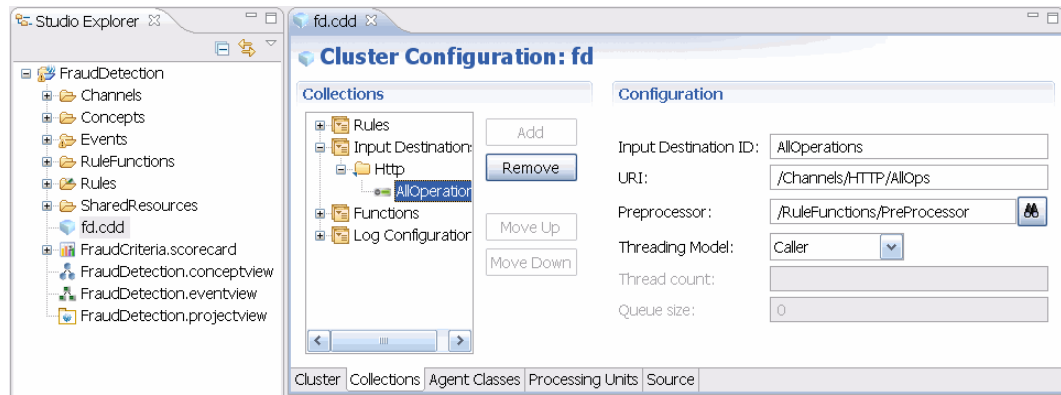 Studio Explorer
FraudDetection
Channels
Concepts
Events
RuleFunctions
Rules
SharedResources
fd.cdd
FraudCriteria.scorecard
FraudDetection.conceptview
FraudDetection.eventview
FraudDetection.projectview
fd.cdd
Cluster Configuration: fd
Collections
Rules
Input Destination
Http
AllOperation
Functions
Log Configuration
Add
Remove
Move Up
Move Down
Configuration
Input Destination ID: AllOperations
URI: /Channels/HTTP/AllOps
Preprocessor: /RuleFunctions/PreProcessor
Threading Model: Caller
Thread count:
Queue size: 0
Cluster Collections Agent Classes Processing Units Source